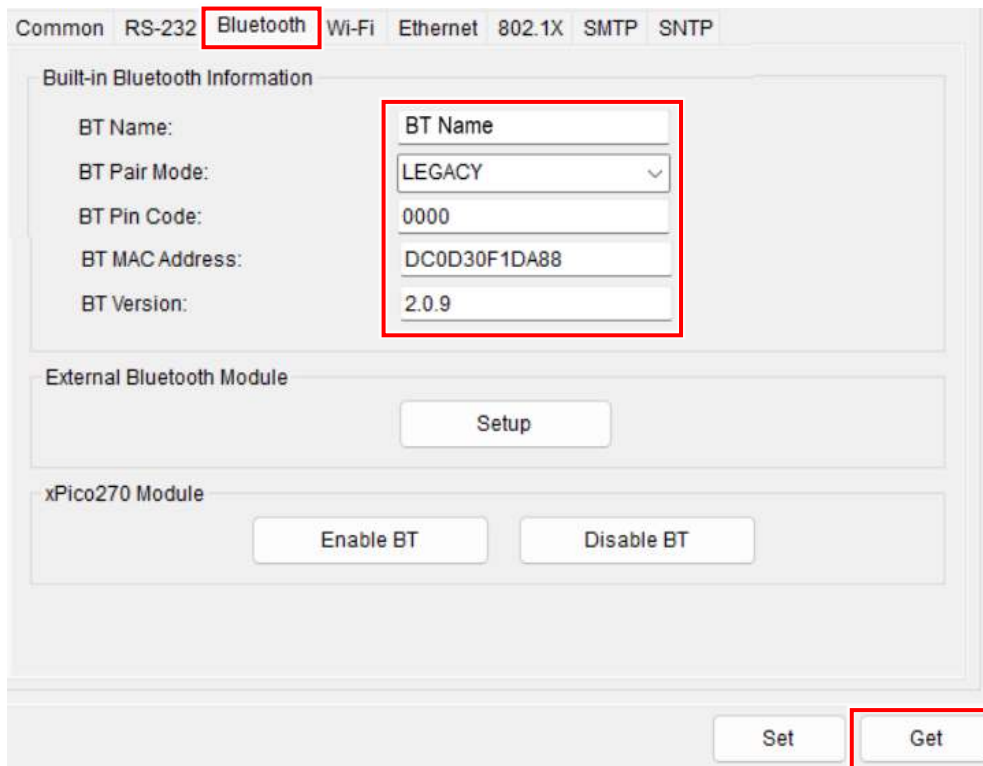 Common RS-232 Bluetooth Wi-Fi Ethernet 802.1X SMTP SNTP
Built-in Bluetooth Information
BT Name: BT Name
BT Pair Mode: LEGACY
BT Pin Code: 0000
BT MAC Address: DC0D30F1DA88
BT Version: 2.0.9
External Bluetooth Module
Setup
xPico270 Module
Enable BT Disable BT
Set Get